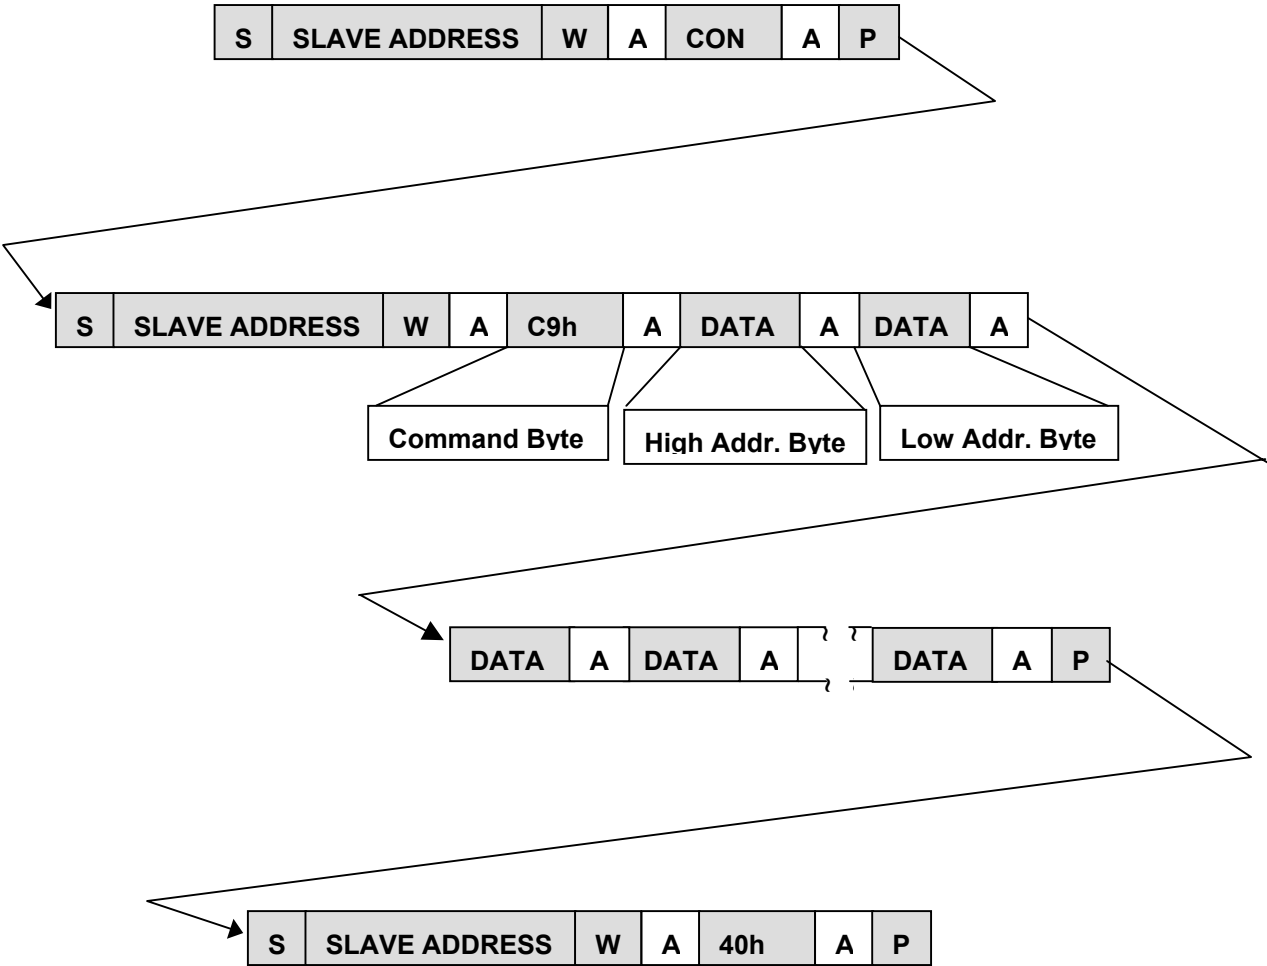 S SLAVE ADDRESS W A CON A P
S SLAVE ADDRESS W A C9h A DATA A DATA A
Command Byte High Addr. Byte Low Addr. Byte
DATA A DATA A ~ ~ DATA A P
S SLAVE ADDRESS W A 40h A P